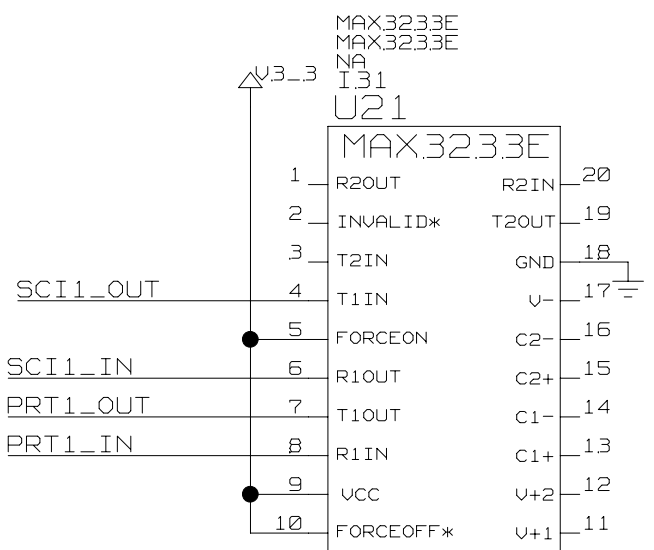 MAX3233E
MAX3233E
NA
I31
U21
V3_3
MAX3233E
1 R2OUT R2IN 20
2 INVALID* T2OUT 19
3 T2IN GND 18
SCI1_OUT 4 T1IN V- 17
5 FORCEON C2- 16
SCI1_IN 6 R1OUT C2+ 15
PRT1_OUT 7 T1OUT C1- 14
PRT1_IN 8 R1IN C1+ 13
9 VCC V+2 12
10 FORCEOFF* V+1 11